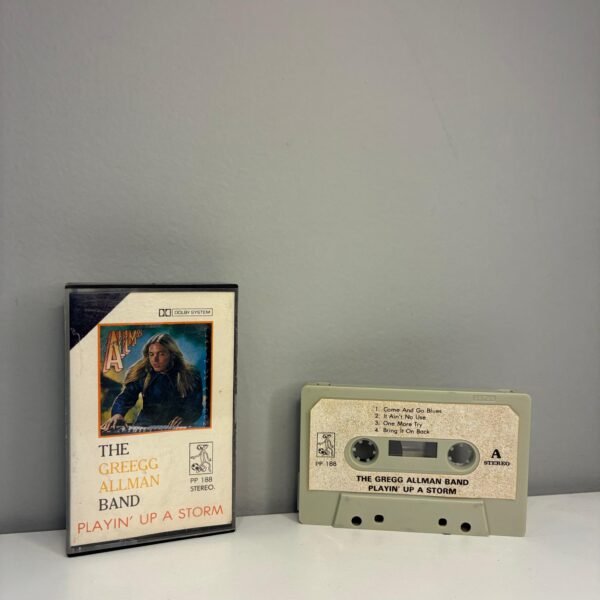 DOLBY SYSTEM
THE
GREEGG
ALLMAN
BAND
PP 188
STEREO.
PLAYIN' UP A STORM
1. Come And Go Blues
2. It Ain't No Use
3. One More Try
4. Bring It On Back
PP 188
A
STEREO
THE GREGG ALLMAN BAND
PLAYIN' UP A STORM